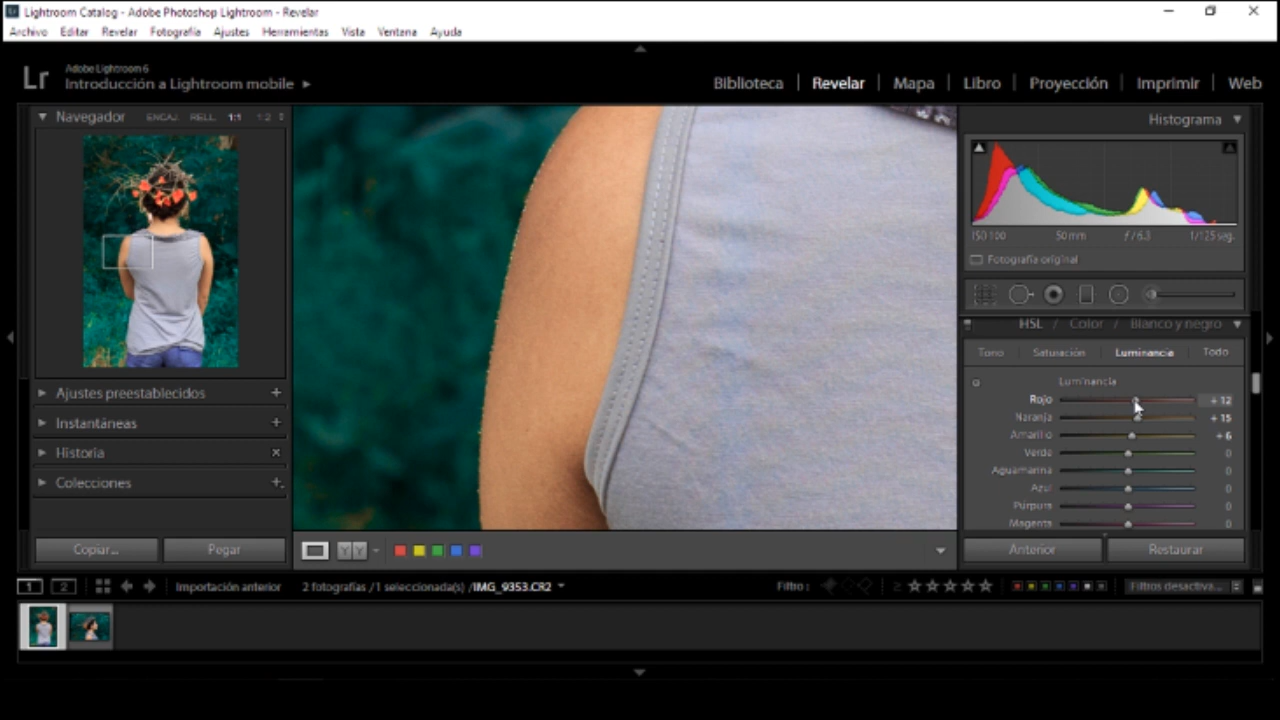 Lightroom Catalog - Adobe Photoshop Lightroom - Revelar
Archivo Editar Revelar Fotografía Ajustes Herramientas Vista Ventana Ayuda
Lr
Adobe Lightroom 6
Introducción a Lightroom mobile
Biblioteca | Revelar | Mapa | Libro | Proyección | Imprimir | Web
Navegador ENCAJ. RELL. 1:1 1:2
Ajustes preestablecidos
Instantáneas
Historia
Colecciones
Copiar... Pegar
Histograma
ISO 100 50 mm ƒ / 6.3 1/125 seg.
Fotografía original
HSL / Color / Blanco y negro
Tono Saturación Luminancia Todo
Luminancia
Rojo + 12
Naranja + 15
Amarillo + 6
Verde 0
Aguamarina 0
Azul 0
Púrpura 0
Magenta 0
Anterior Restaurar
1 2 Importación anterior 2 fotografías /1 seleccionada(s) /IMG_9353.CR2 Filtro : Filtros desactiva...